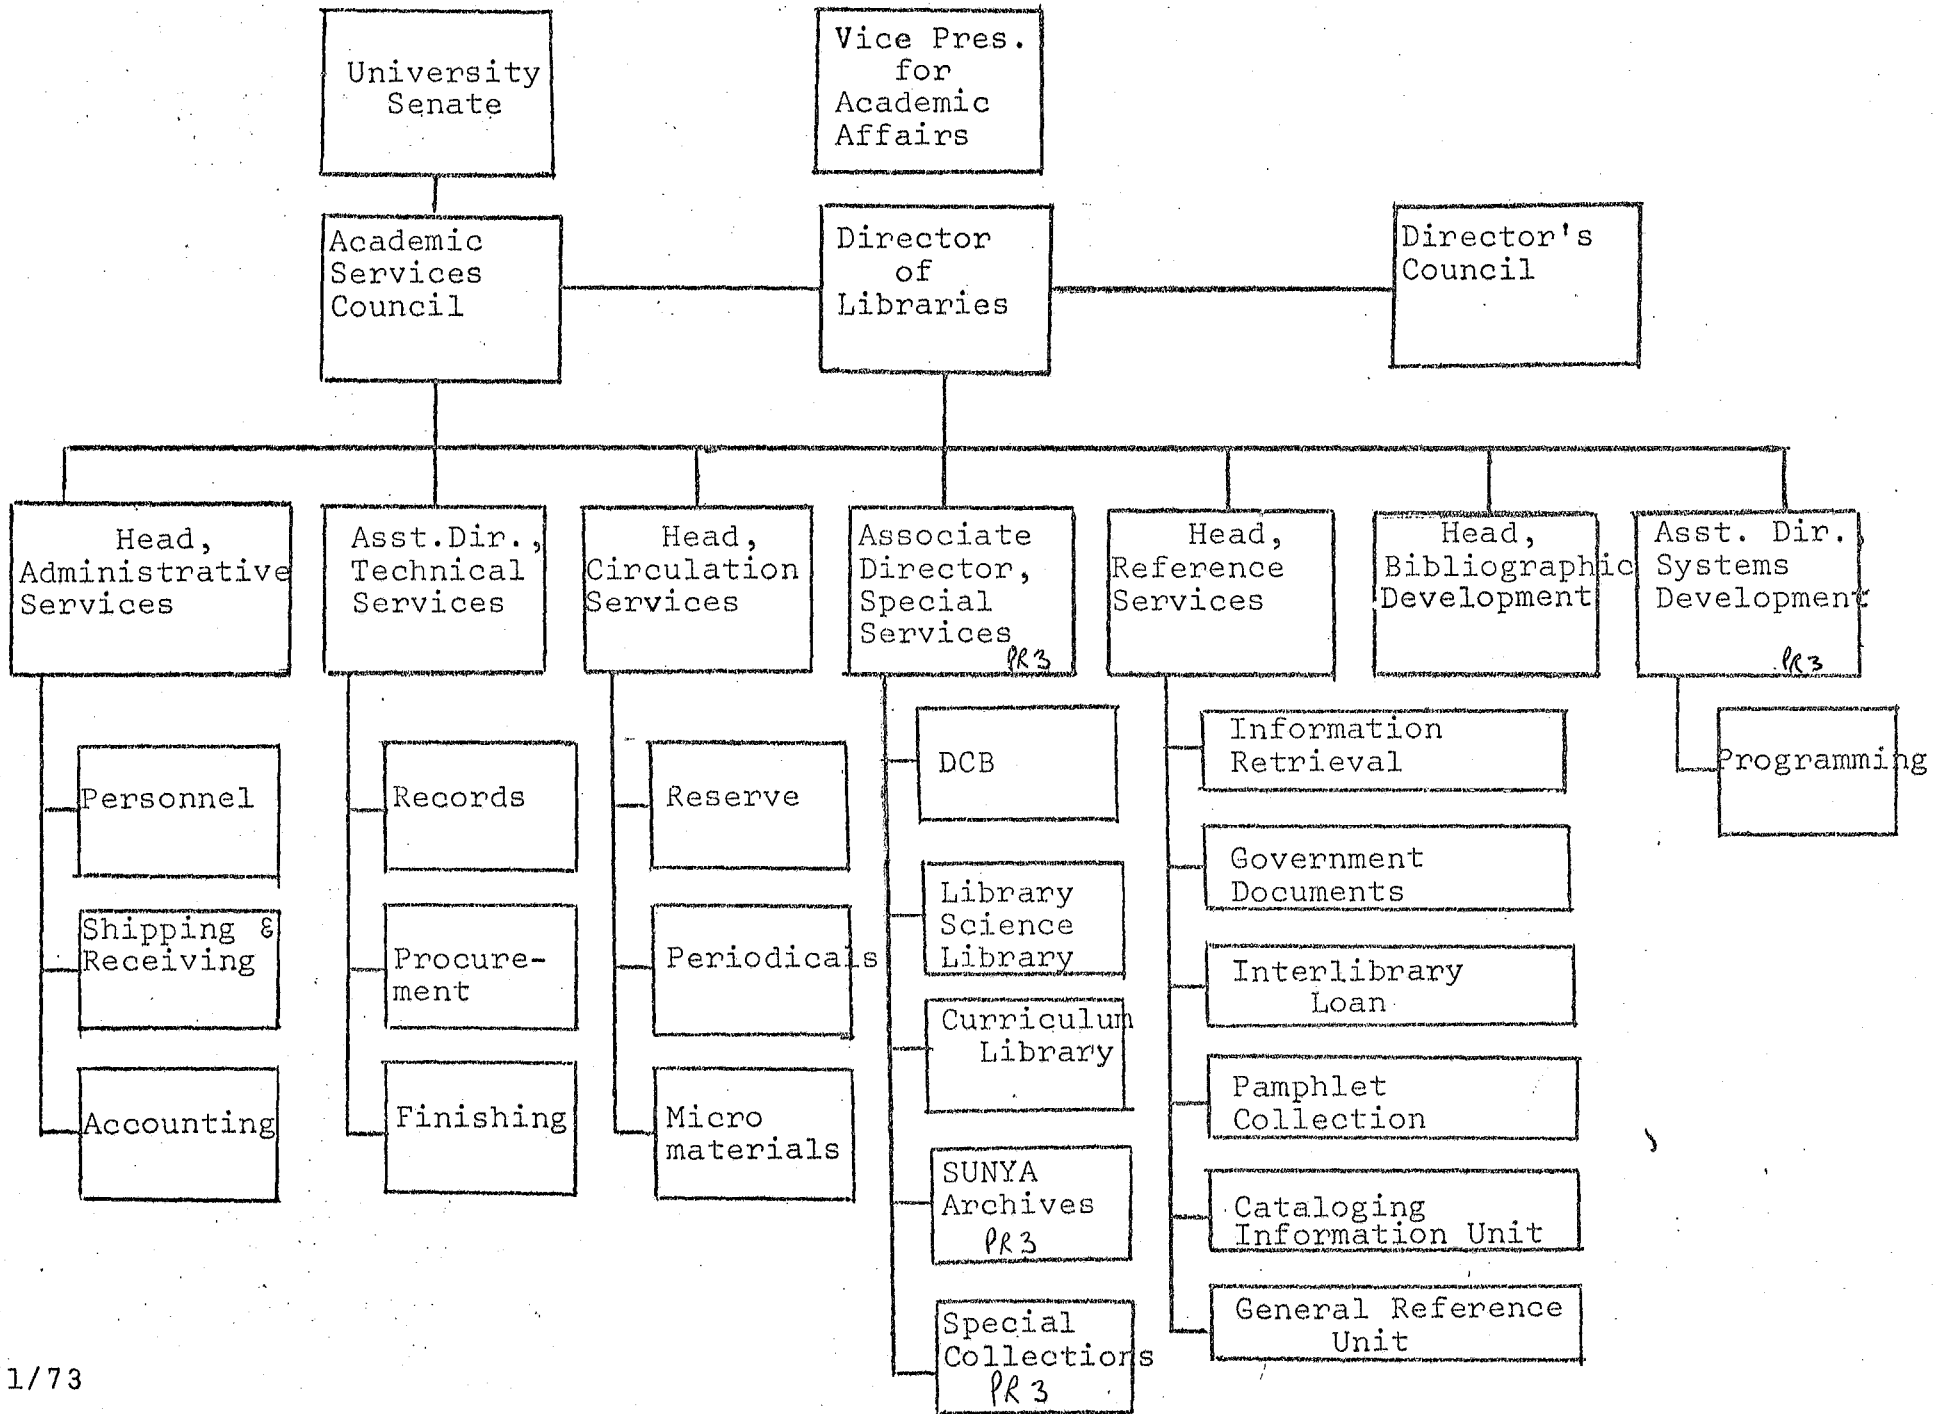 University
Senate
Vice Pres.
for
Academic
Affairs
Academic
Services
Council
Director
of
Libraries
Director's
Council
Head,
Administrative
Services
Asst.Dir.,
Technical
Services
Head,
Circulation
Services
Associate
Director,
Special
Services
PR3
Head,
Reference
Services
Head,
Bibliographic
Development
Asst. Dir.
Systems
Development
PR3
Personnel
Shipping &
Receiving
Accounting
Records
Procure-
ment
Finishing
Reserve
Periodicals
Micro
materials
DCB
Library
Science
Library
Curriculum
Library
SUNYA
Archives
PR3
Special
Collections
PR3
Information
Retrieval
Government
Documents
Interlibrary
Loan
Pamphlet
Collection
Cataloging
Information Unit
General Reference
Unit
Programming
1/73